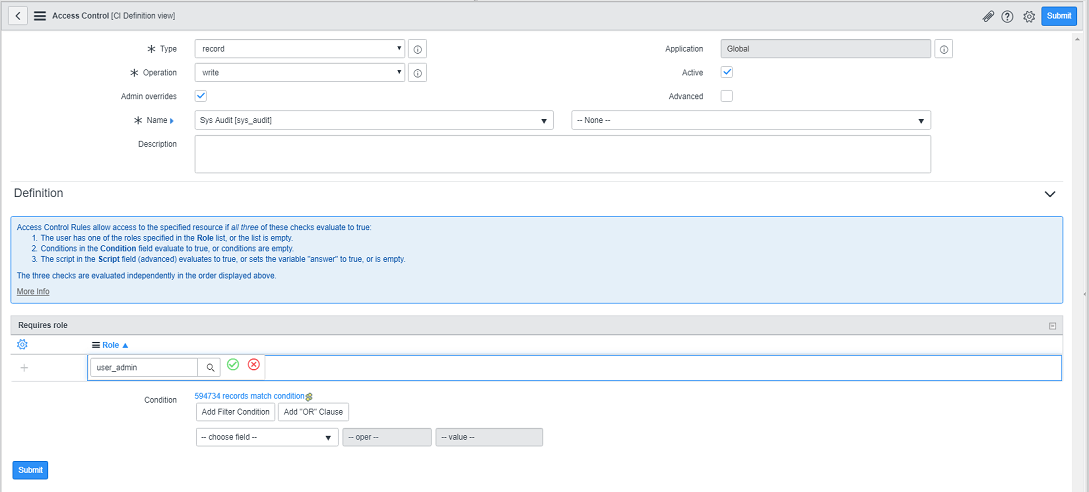 Access Control [CI Definition view]
Submit
Type record Application Global
Operation write Active
Admin overrides Advanced
Name Sys Audit [sys_audit] -- None --
Description
Definition
Access Control Rules allow access to the specified resource if all three of these checks evaluate to true:
1. The user has one of the roles specified in the Role list, or the list is empty.
2. Conditions in the Condition field evaluate to true, or conditions are empty.
3. The script in the Script field (advanced) evaluates to true, or sets the variable "answer" to true, or is empty.
The three checks are evaluated independently in the order displayed above.
More Info
Requires role
Role
user_admin
Condition 594734 records match condition
Add Filter Condition Add "OR" Clause
-- choose field -- -- oper -- -- value --
Submit